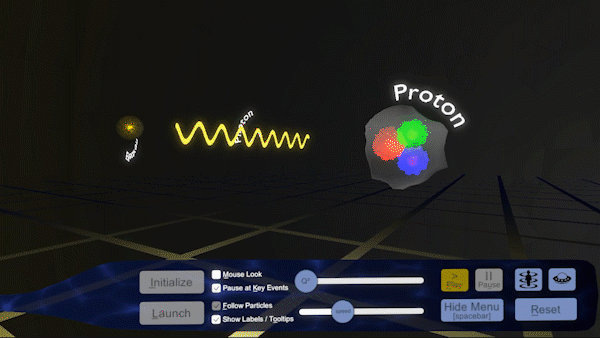 Proton
Initialize
Mouse Look
Pause at Key Events
Q²
>
Play
||
Pause
Launch
Follow Particles
Show Labels / Tooltips
speed
Hide Menu
[spacebar]
Reset